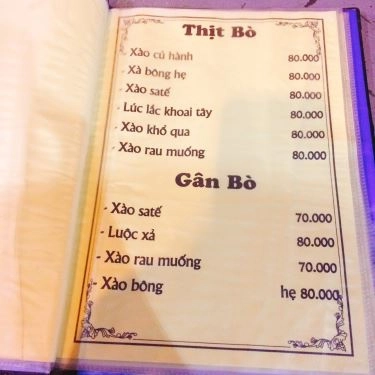 Thịt Bò
- Xào củ hành 80.000
- Xà bông hẹ 80.000
- Xào satế 80.000
- Lúc lắc khoai tây 80.000
- Xào khổ qua 80.000
- Xào rau muống 80.000
Gân Bò
- Xào satế 70.000
- Luộc xả 80.000
- Xào rau muống 70.000
- Xào bông hẹ 80.000